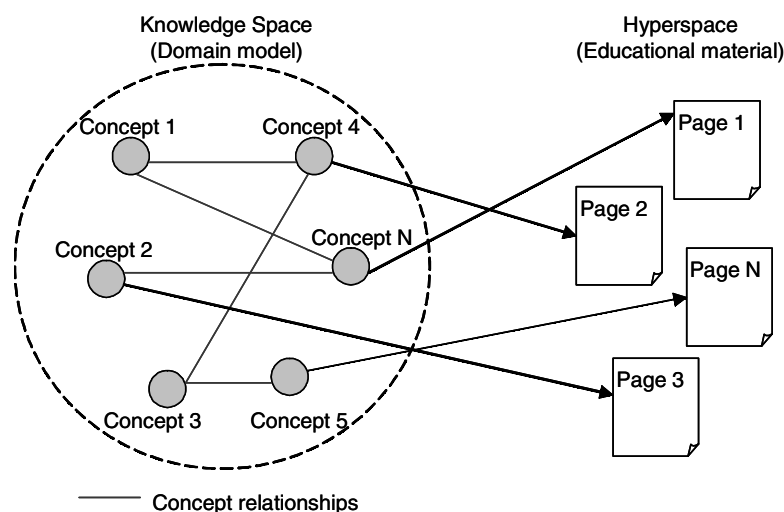 Knowledge Space
(Domain model)
Hyperspace
(Educational material)
Concept 1
Concept 4
Page 1
Page 2
Concept N
Concept 2
Page N
Page 3
Concept 3
Concept 5
Concept relationships